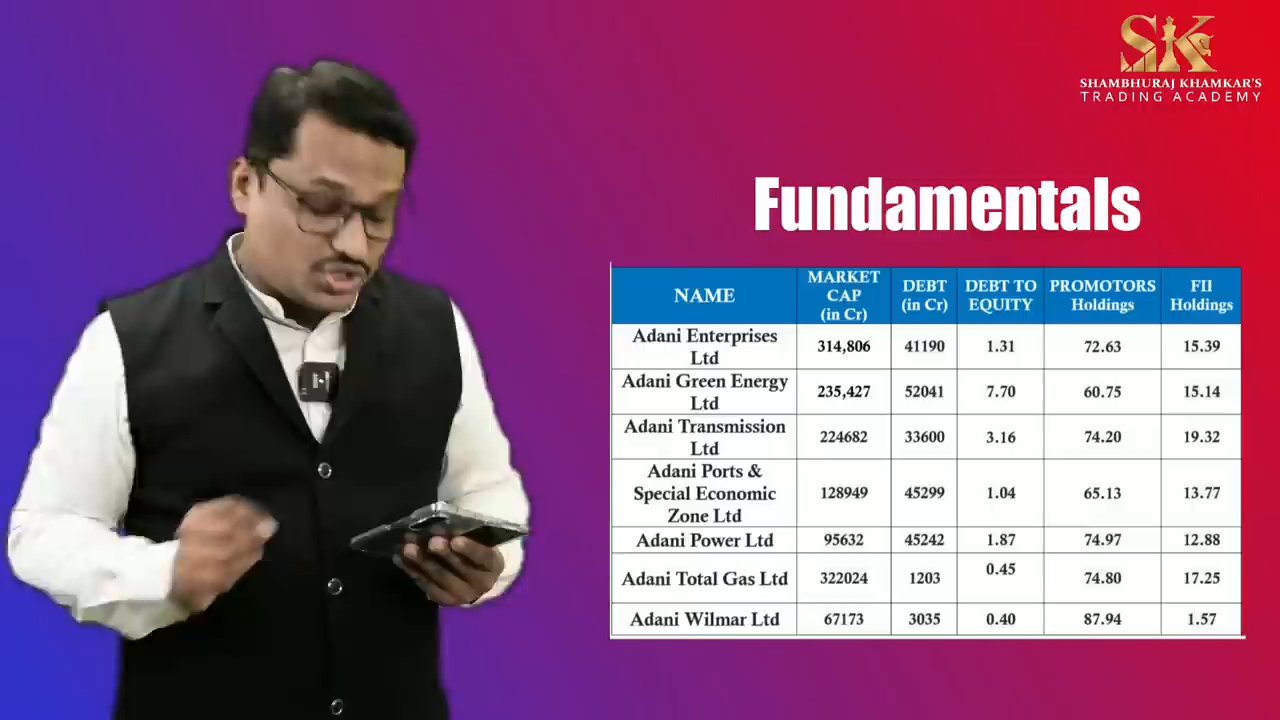 SK
SHAMBHURAJ KHAMKAR'S
TRADING ACADEMY
Fundamentals
NAME MARKET CAP (in Cr) DEBT (in Cr) DEBT TO EQUITY PROMOTORS Holdings FII Holdings
Adani Enterprises Ltd 314,806 41190 1.31 72.63 15.39
Adani Green Energy Ltd 235,427 52041 7.70 60.75 15.14
Adani Transmission Ltd 224682 33600 3.16 74.20 19.32
Adani Ports & Special Economic Zone Ltd 128949 45299 1.04 65.13 13.77
Adani Power Ltd 95632 45242 1.87 74.97 12.88
Adani Total Gas Ltd 322024 1203 0.45 74.80 17.25
Adani Wilmar Ltd 67173 3035 0.40 87.94 1.57